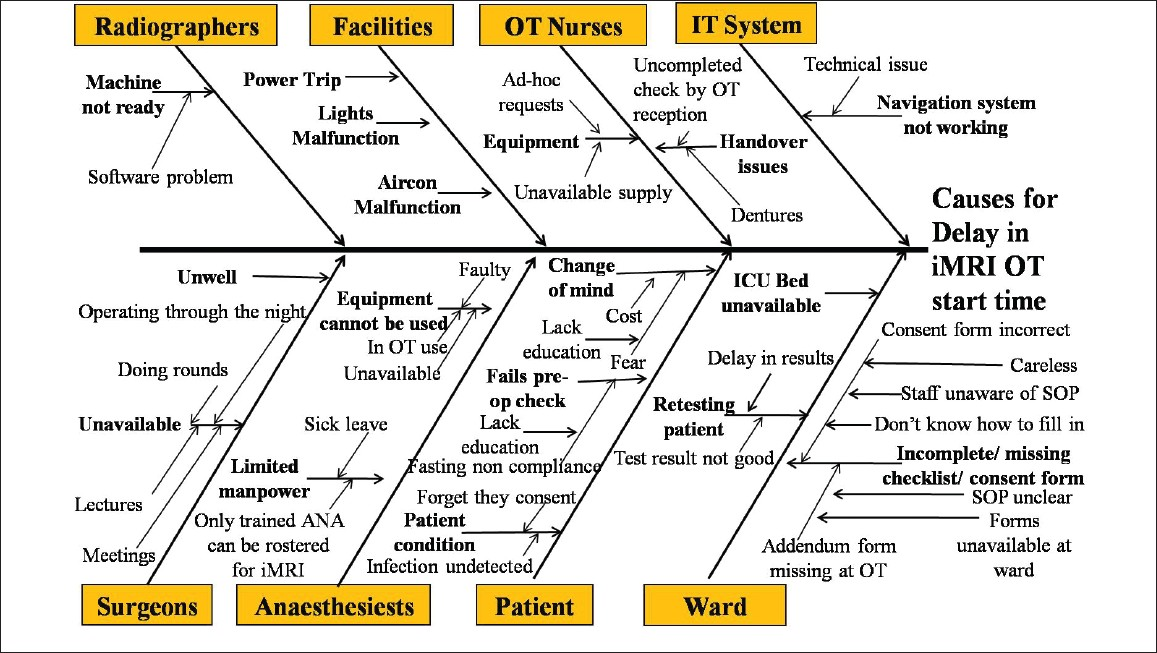 Radiographers
Facilities
OT Nurses
IT System
Machine
not ready
Software problem
Power Trip
Lights
Malfunction
Aircon
Malfunction
Ad-hoc
requests
Equipment
Unavailable supply
Uncompleted
check by OT
reception
Handover
issues
Dentures
Technical issue
Navigation system
not working
Causes for
Delay in
iMRI OT
start time
Unwell
Operating through the night
Doing rounds
Unavailable
Lectures
Meetings
Faulty
Equipment
cannot be used
In OT use
Unavailable
Sick leave
Limited
manpower
Only trained ANA
can be rostered
for iMRI
Change
of mind
Cost
Lack
education
Fear
Fails pre-
op check
Lack
education
Fasting non compliance
Forget they consent
Patient
condition
Infection undetected
ICU Bed
unavailable
Delay in results
Retesting
patient
Test result not good
Consent form incorrect
Careless
Staff unaware of SOP
Don't know how to fill in
Incomplete/ missing
checklist/ consent form
SOP unclear
Forms
unavailable at
ward
Addendum form
missing at OT
Surgeons
Anaesthesiests
Patient
Ward